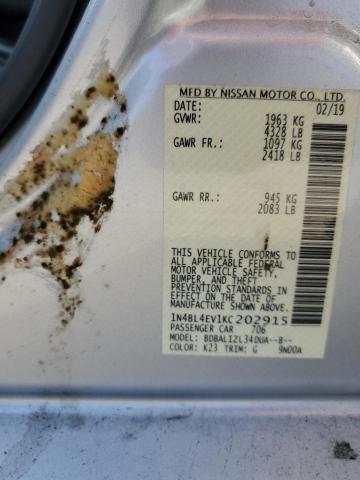 MFD BY NISSAN MOTOR CO., LTD.
DATE: 02/19
GVWR: 1963 KG
4328 LB
GAWR FR.: 1097 KG
2418 LB
GAWR RR.: 945 KG
2083 LB
THIS VEHICLE CONFORMS TO
ALL APPLICABLE FEDERAL
MOTOR VEHICLE SAFETY,
BUMPER, AND THEFT
PREVENTION STANDARDS
IN EFFECT ON THE DATE OF
MANUFACTURE SHOWN ABOVE.
1N4BL4EV1KC202915
PASSENGER CAR 706
MODEL: BDBALIZL34DUA--B--
COLOR: K23 TRIM: G 9N00A